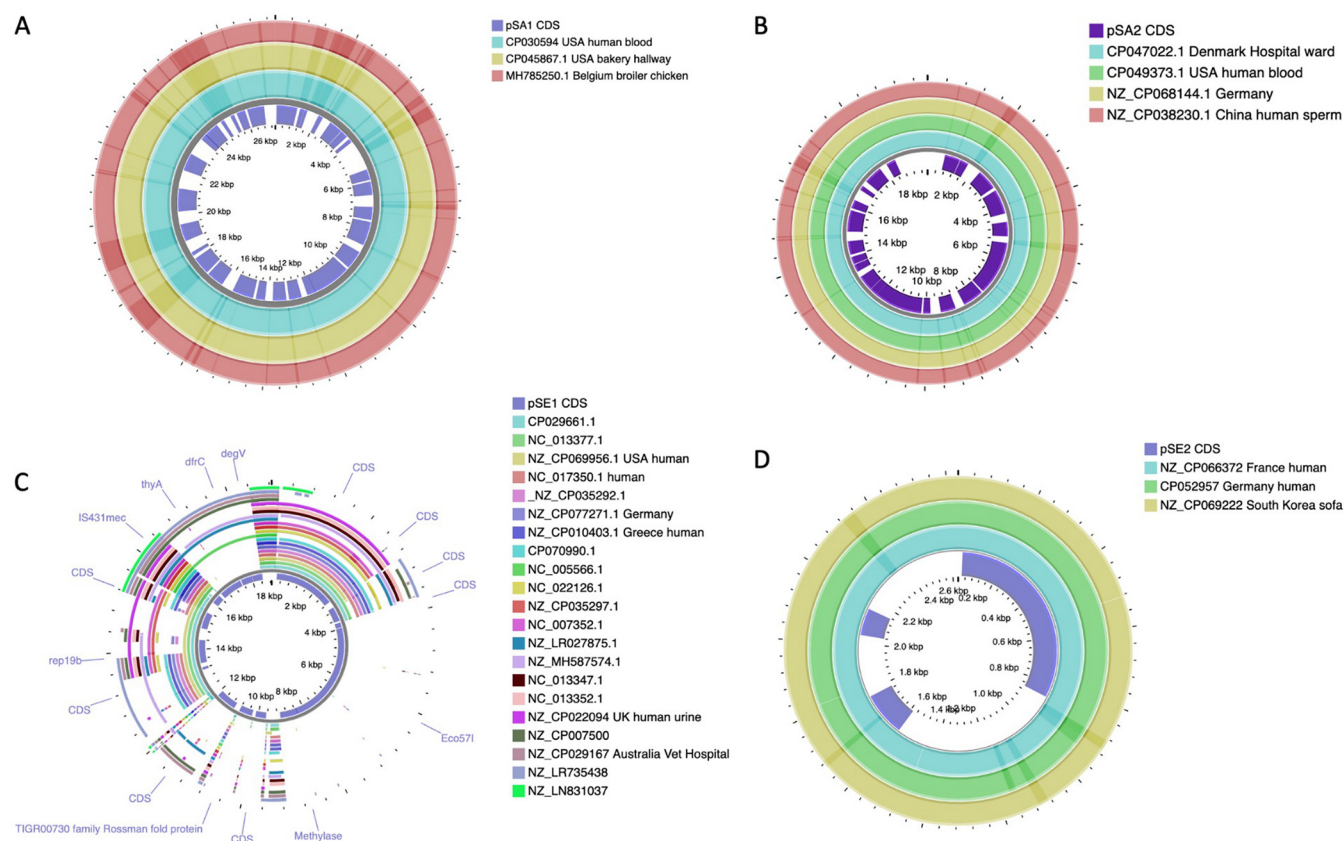 A
pSA1 CDS
CP030594 USA human blood
CP045867.1 USA bakery hallway
MH785250.1 Belgium broiler chicken
26 kbp
2 kbp
4 kbp
6 kbp
8 kbp
10 kbp
12 kbp
14 kbp
16 kbp
18 kbp
20 kbp
22 kbp
24 kbp
B
pSA2 CDS
CP047022.1 Denmark Hospital ward
CP049373.1 USA human blood
NZ_CP068144.1 Germany
NZ_CP038230.1 China human sperm
18 kbp
2 kbp
4 kbp
6 kbp
8 kbp
10 kbp
12 kbp
14 kbp
16 kbp
C
degV
dfrC
thyA
IS431mec
CDS
rep19b
CDS
CDS
TIGR00730 family Rossman fold protein
CDS
Methylase
Eco57I
CDS
CDS
CDS
CDS
18 kbp
2 kbp
4 kbp
6 kbp
8 kbp
10 kbp
12 kbp
14 kbp
16 kbp
pSE1 CDS
CP029661.1
NC_013377.1
NZ_CP069956.1 USA human
NC_017350.1 human
_NZ_CP035292.1
NZ_CP077271.1 Germany
NZ_CP010403.1 Greece human
CP070990.1
NC_005566.1
NC_022126.1
NZ_CP035297.1
NC_007352.1
NZ_LR027875.1
NZ_MH587574.1
NC_013347.1
NC_013352.1
NZ_CP022094 UK human urine
NZ_CP007500
NZ_CP029167 Australia Vet Hospital
NZ_LR735438
NZ_LN831037
D
pSE2 CDS
NZ_CP066372 France human
CP052957 Germany human
NZ_CP069222 South Korea sofa
2.6 kbp
0.2 kbp
0.4 kbp
0.6 kbp
0.8 kbp
1.0 kbp
1.4 kbp
1.6 kbp
1.8 kbp
2.0 kbp
2.2 kbp
2.4 kbp